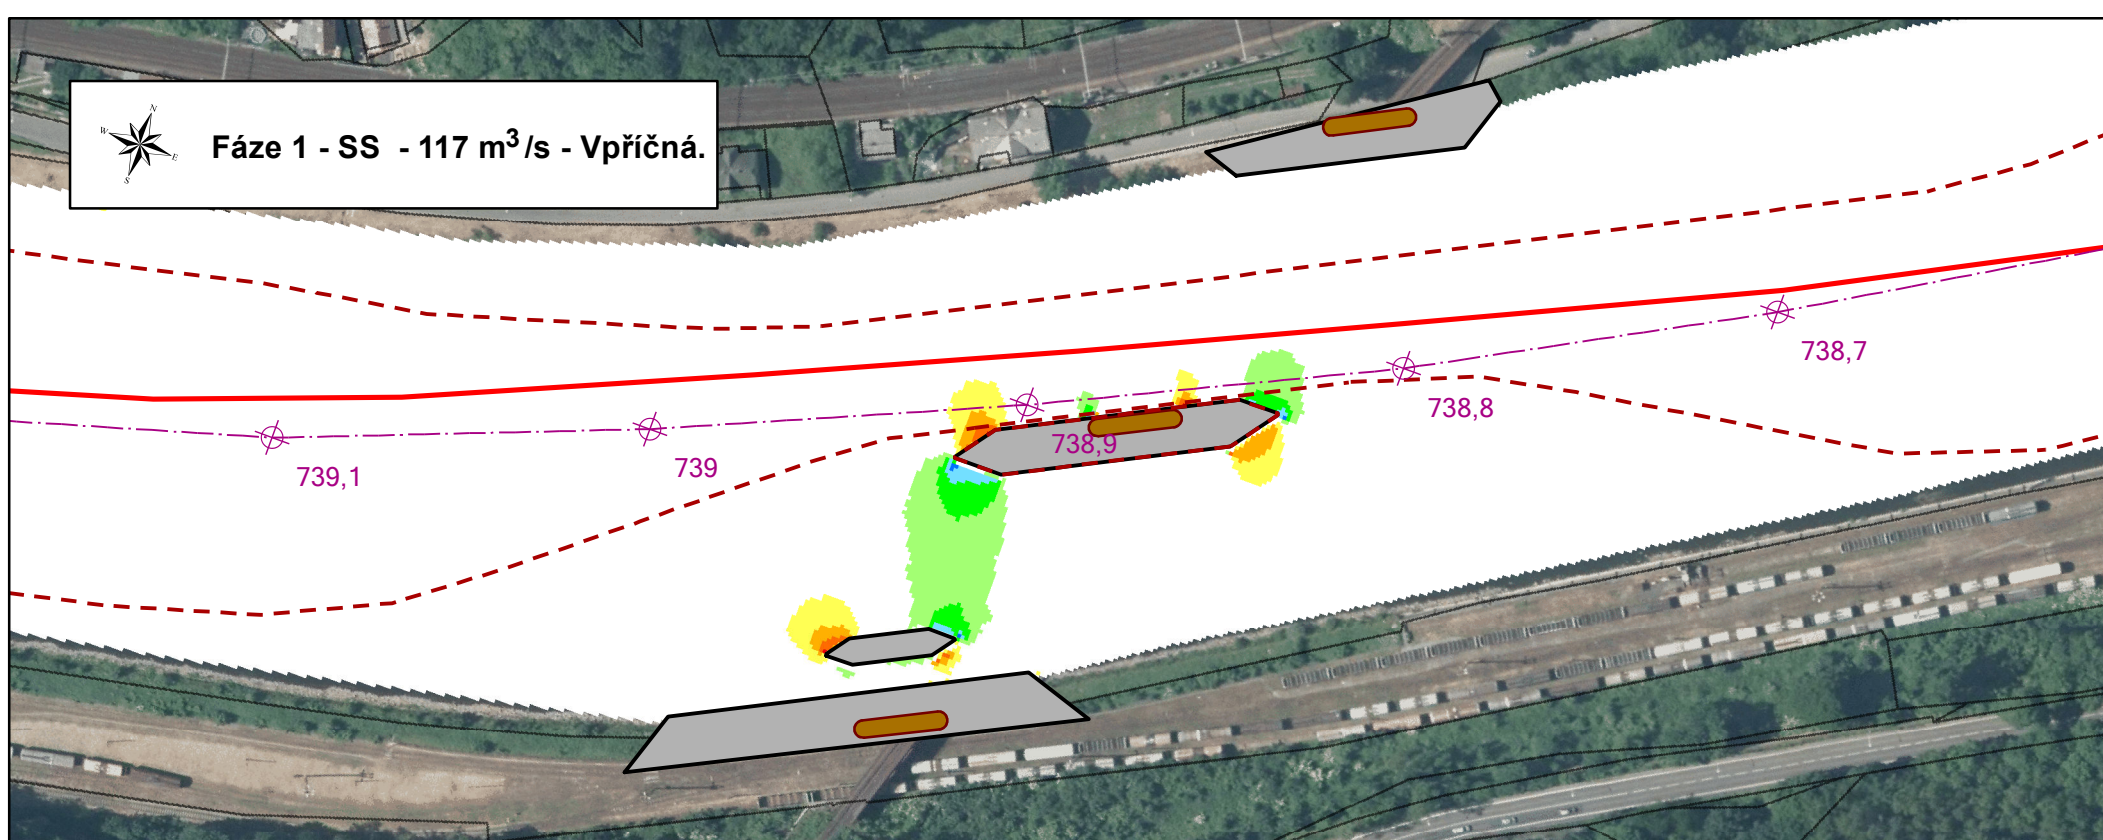 N
W
E
S
Fáze 1 - SS - 117 m³/s - Vpříčná.
738,7
738,8
738,9
739
739,1